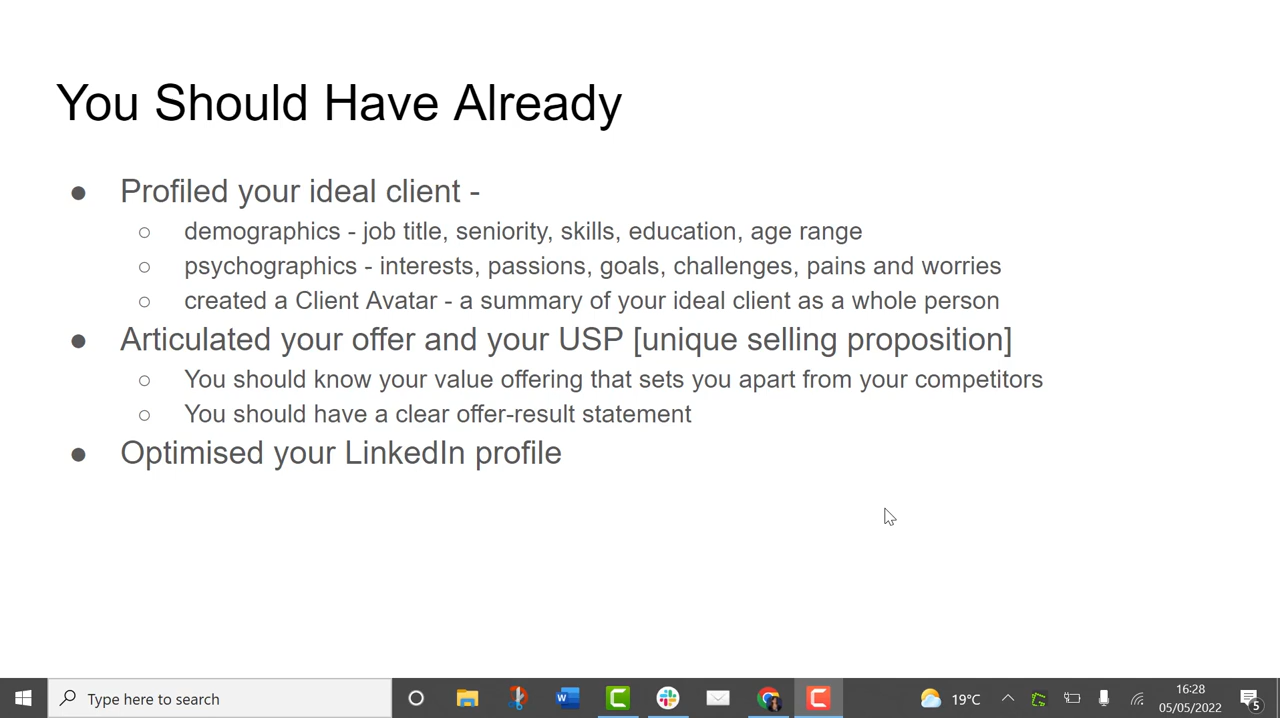 You Should Have Already
● Profiled your ideal client -
○ demographics - job title, seniority, skills, education, age range
○ psychographics - interests, passions, goals, challenges, pains and worries
○ created a Client Avatar - a summary of your ideal client as a whole person
● Articulated your offer and your USP [unique selling proposition]
○ You should know your value offering that sets you apart from your competitors
○ You should have a clear offer-result statement
● Optimised your LinkedIn profile
Type here to search
19°C
16:28
05/05/2022
5